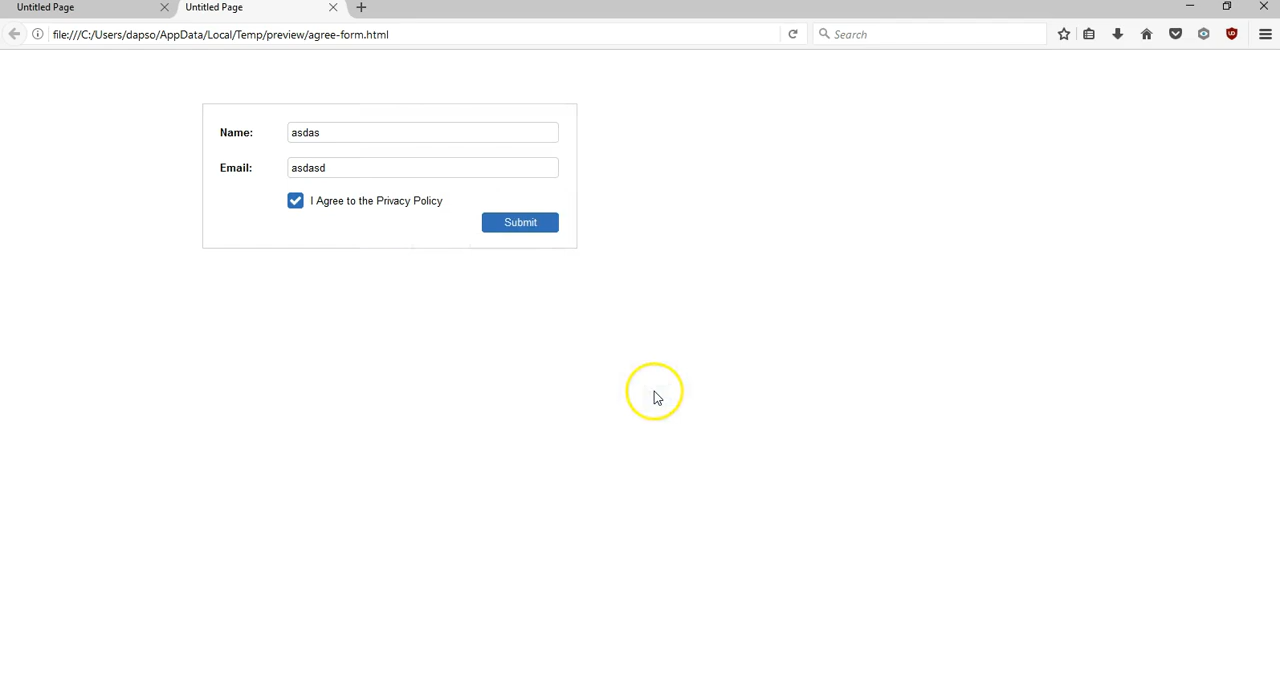 Untitled Page
Untitled Page
file:///C:/Users/dapso/AppData/Local/Temp/preview/agree-form.html
Search
Name:
asdas
Email:
asdasd
I Agree to the Privacy Policy
Submit